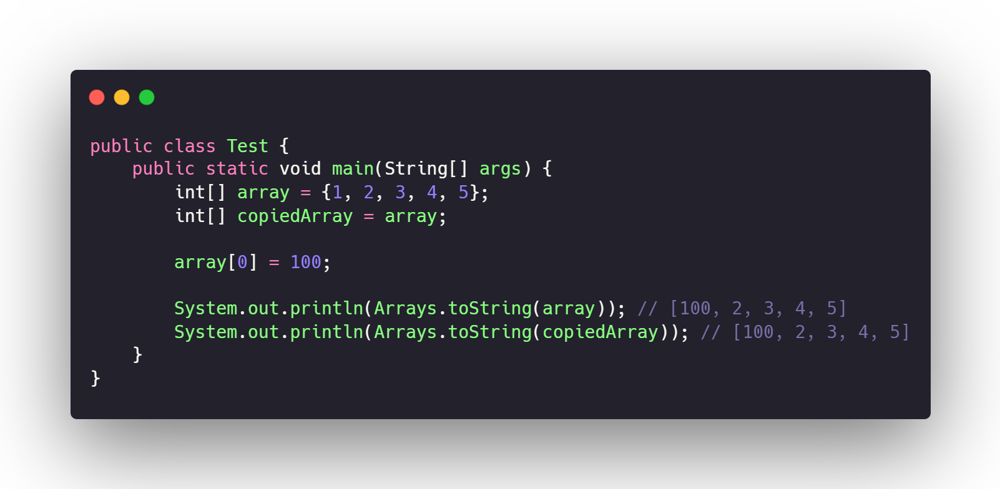 public class Test {
    public static void main(String[] args) {
        int[] array = {1, 2, 3, 4, 5};
        int[] copiedArray = array;

        array[0] = 100;

        System.out.println(Arrays.toString(array)); // [100, 2, 3, 4, 5]
        System.out.println(Arrays.toString(copiedArray)); // [100, 2, 3, 4, 5]
    }
}